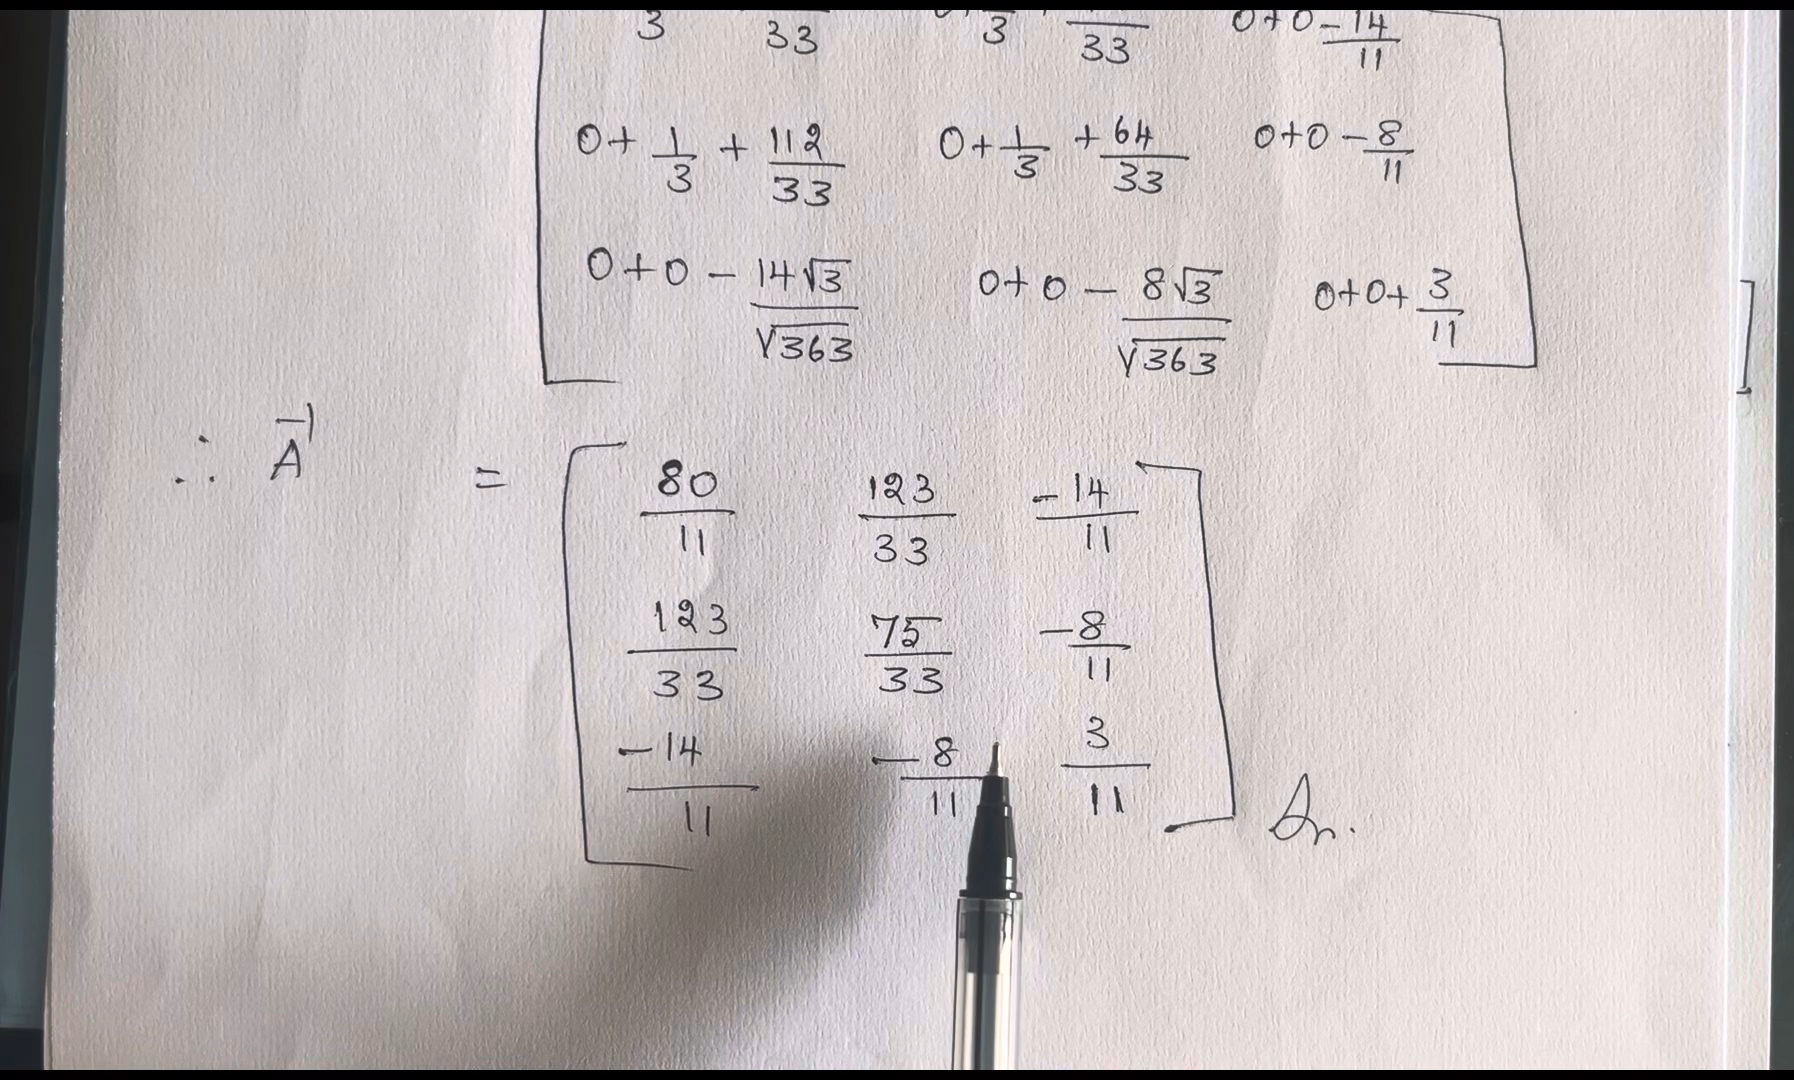 3 33 3 33 0+0-14/11
0+1/3+112/33 0+1/3+64/33 0+0-8/11
0+0-14√3/√363 0+0-8√3/√363 0+0+3/11
∴ A⁻¹ = [ 80/11 123/33 -14/11
123/33 75/33 -8/11
-14/11 -8/11 3/11 ]